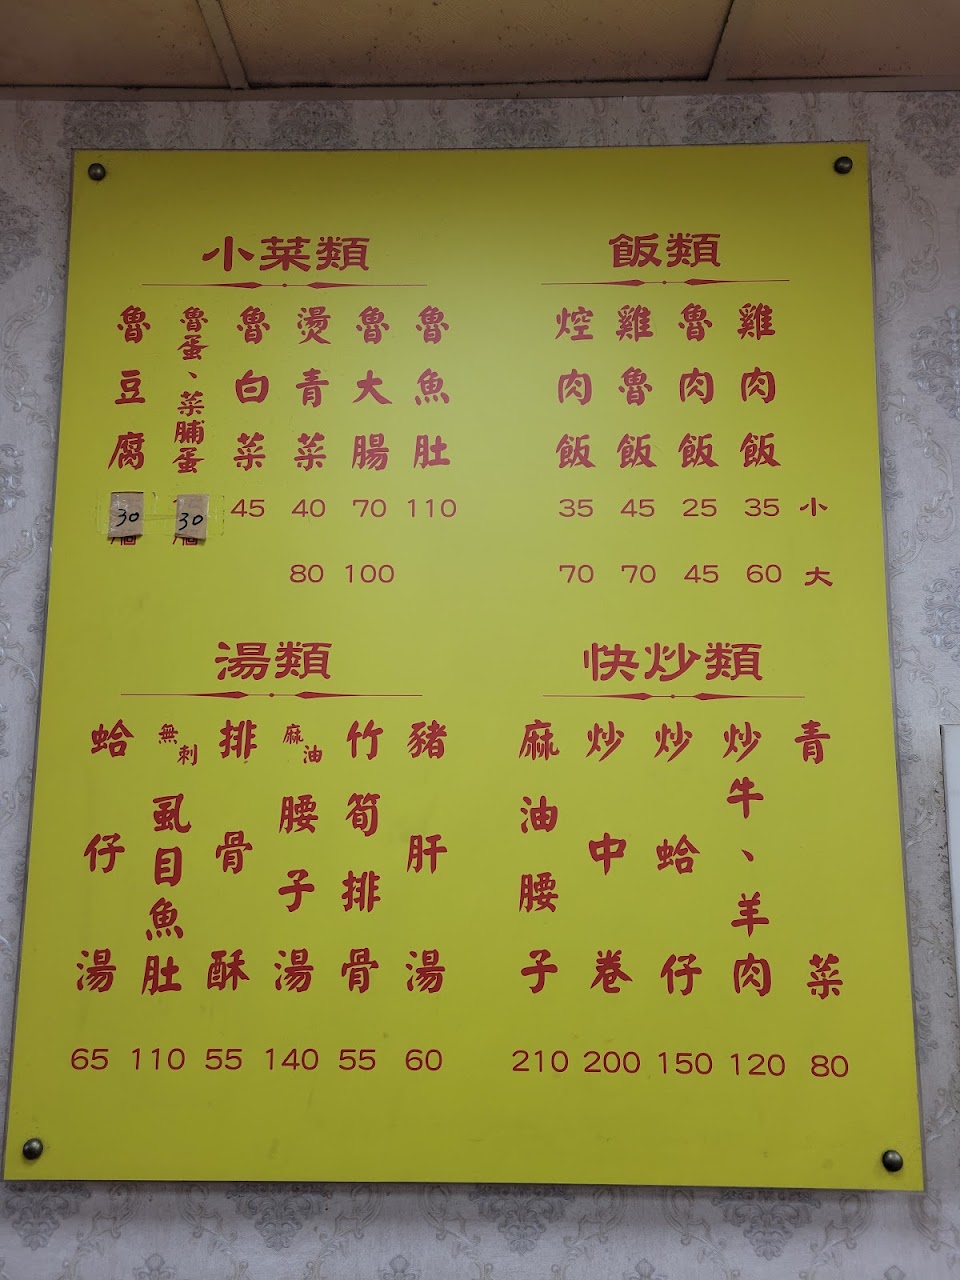 飯類
小
大
雞肉飯 35 60
魯肉飯 25 45
雞魯飯 45 70
焢肉飯 35 70
小菜類
魯魚肚 110
魯大腸 70 100
燙青菜 40 80
魯白菜 45
魯蛋、菜脯蛋 30
魯豆腐 30
快炒類
青菜 80
炒牛、羊肉 120
炒蛤仔 150
炒中卷 200
麻油腰子 210
湯類
豬肝湯 60
竹筍排骨 55
麻油腰子湯 140
排骨酥 55
無刺虱目魚肚 110
蛤仔湯 65